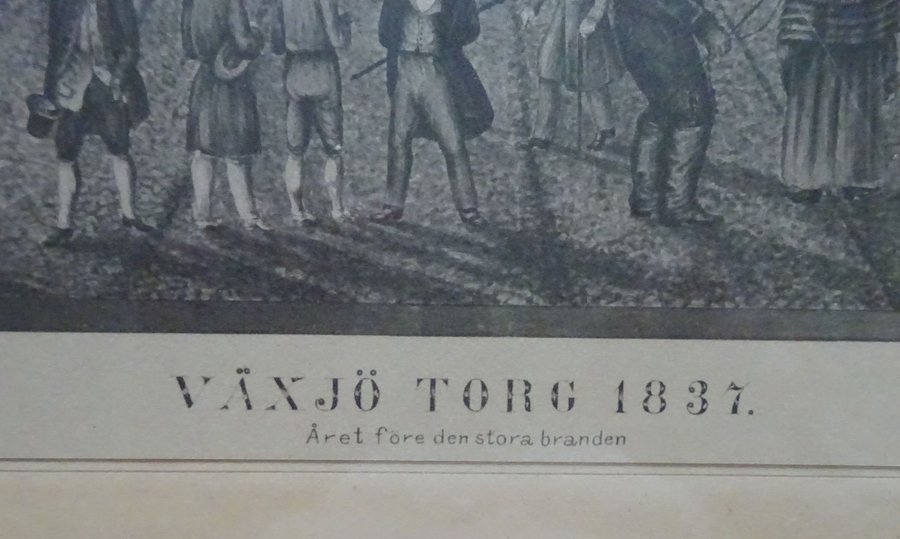 VÄXJÖ TORG 1837.
Året före den stora branden